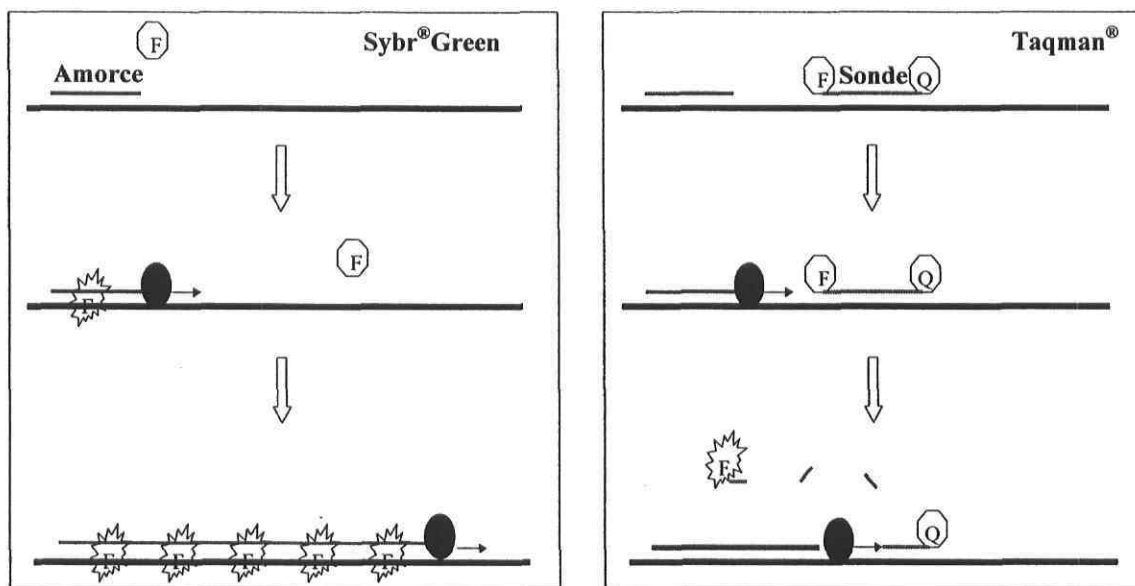 Sybr®Green
F
Amorce
F
F
F F F F F
Taqman®
F Sonde Q
F Q
F
Q